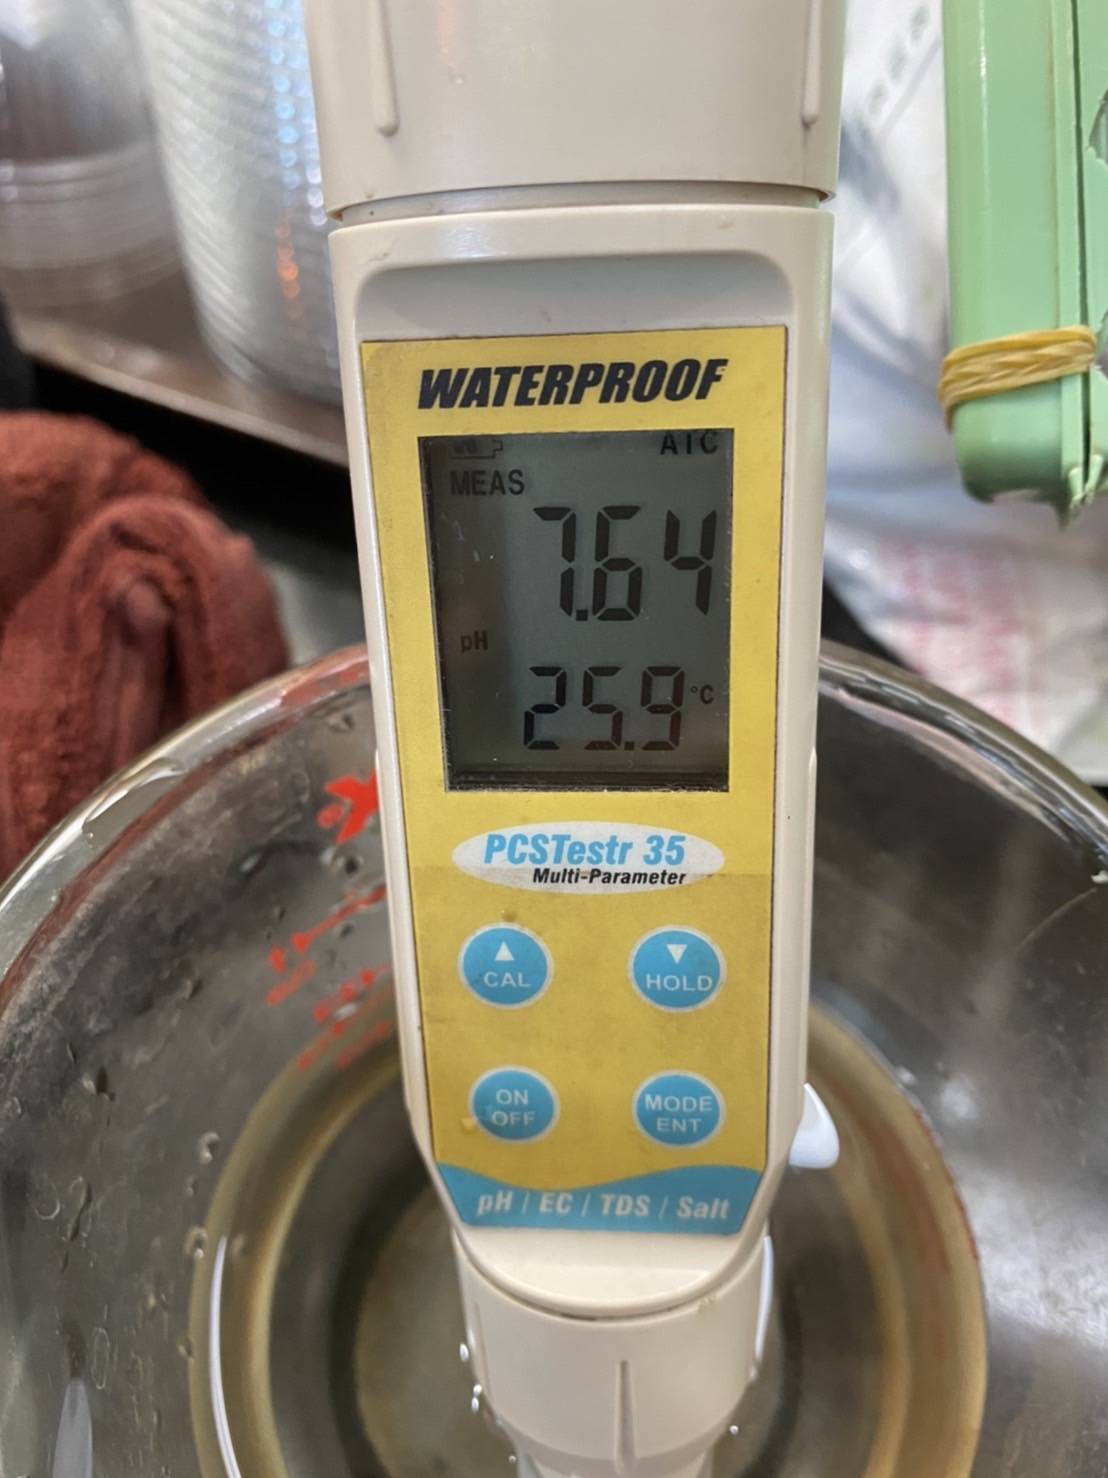 WATERPROOF
ATC
MEAS
7.64
pH
25.9 °C
PCSTestr 35
Multi-Parameter
CAL
HOLD
ON
OFF
MODE
ENT
pH / EC / TDS / Salt